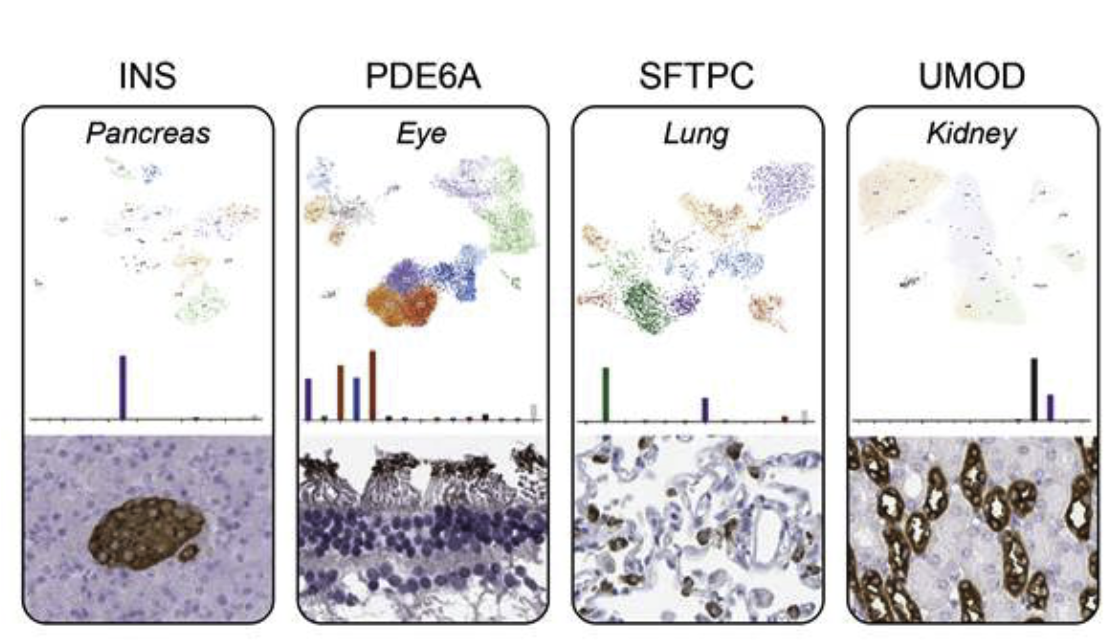 INS
PDE6A
SFTPC
UMOD
Pancreas
Eye
Lung
Kidney